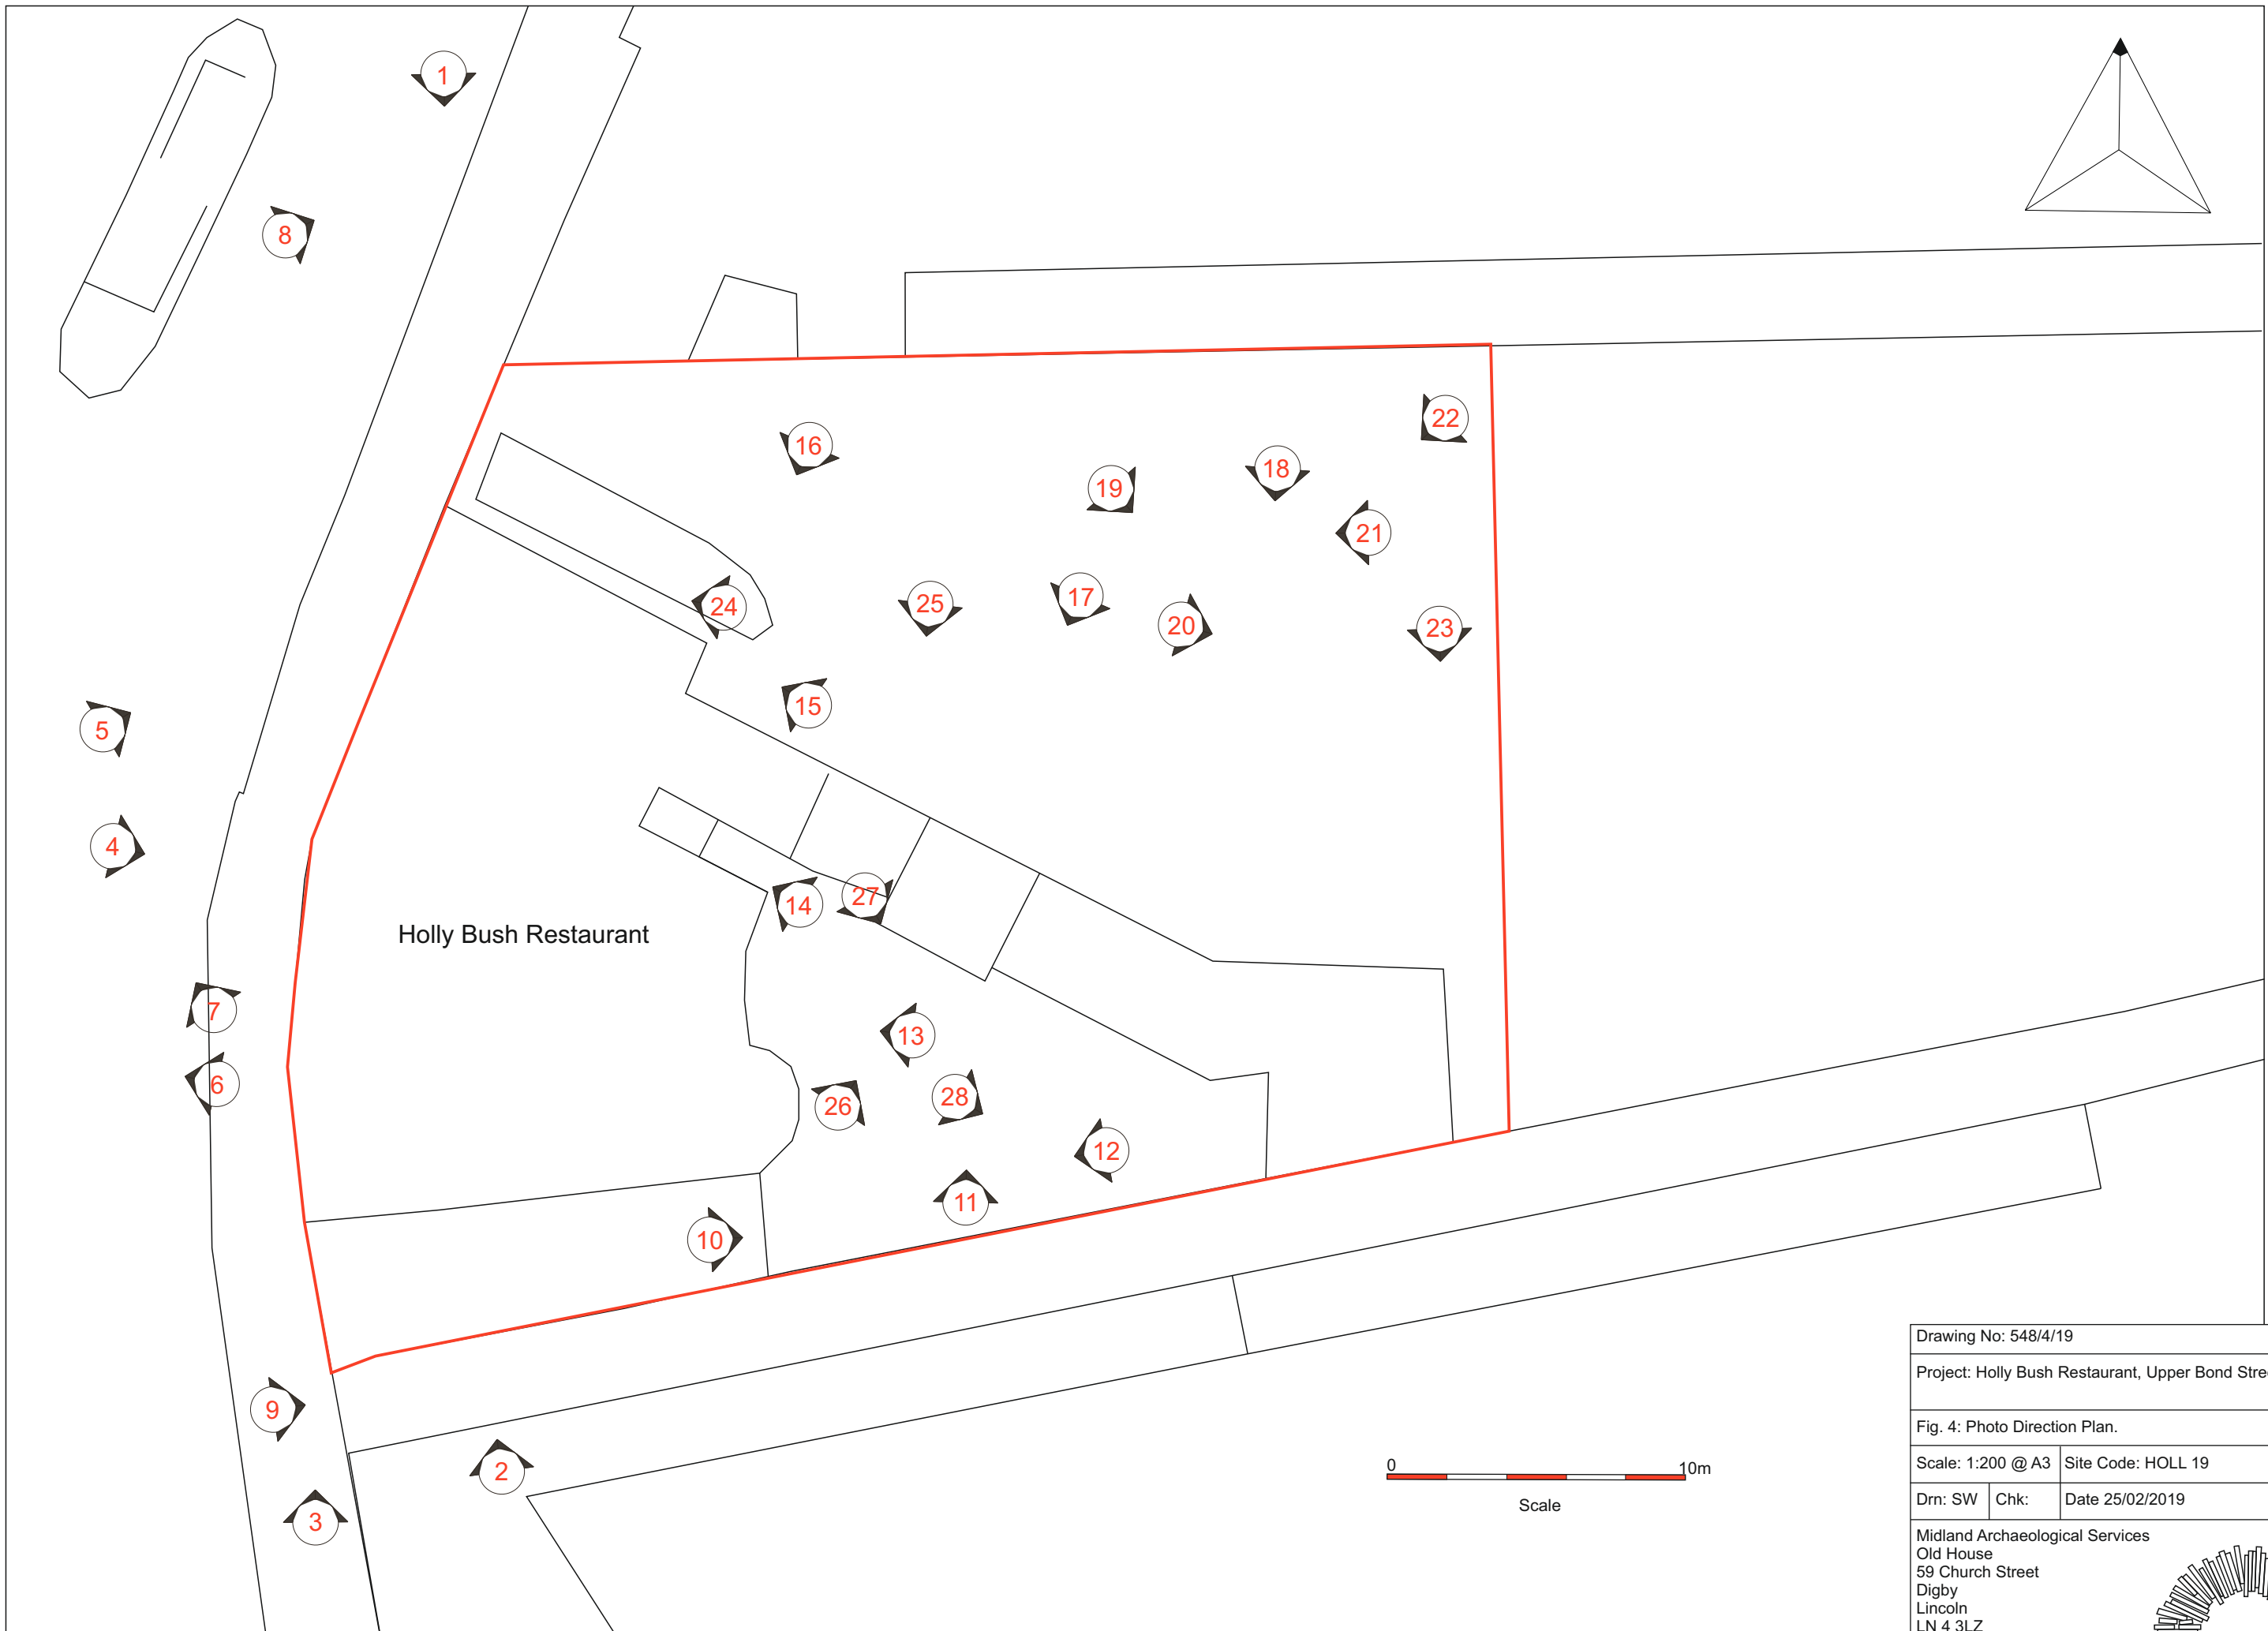 1
8
22
16
18
19
21
24
25
17
20
23
15
5
4
14
27
Holly Bush Restaurant
7
13
6
26
28
12
11
10
9
2
3
0 10m
Scale
Drawing No: 548/4/19
Project: Holly Bush Restaurant, Upper Bond
Fig. 4: Photo Direction Plan.
Scale: 1:200 @ A3 Site Code: HOLL 19
Drn: SW Chk: Date 25/02/2019
Midland Archaeological Services
Old House
59 Church Street
Digby
Lincoln
LN 4 3LZ